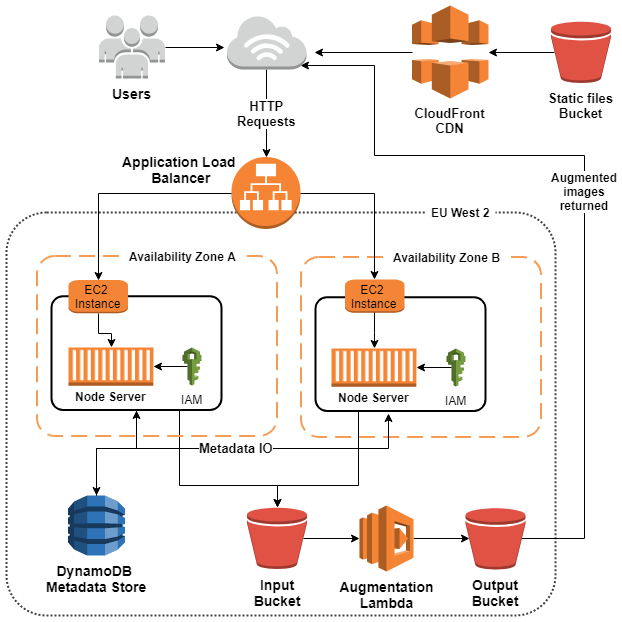 Users
HTTP
Requests
CloudFront
CDN
Static files
Bucket
Application Load
Balancer
Augmented
images
returned
EU West 2
Availability Zone A
Availability Zone B
EC2
Instance
EC2
Instance
Node Server
IAM
Node Server
IAM
Metadata IO
DynamoDB
Metadata Store
Input
Bucket
Augmentation
Lambda
Output
Bucket